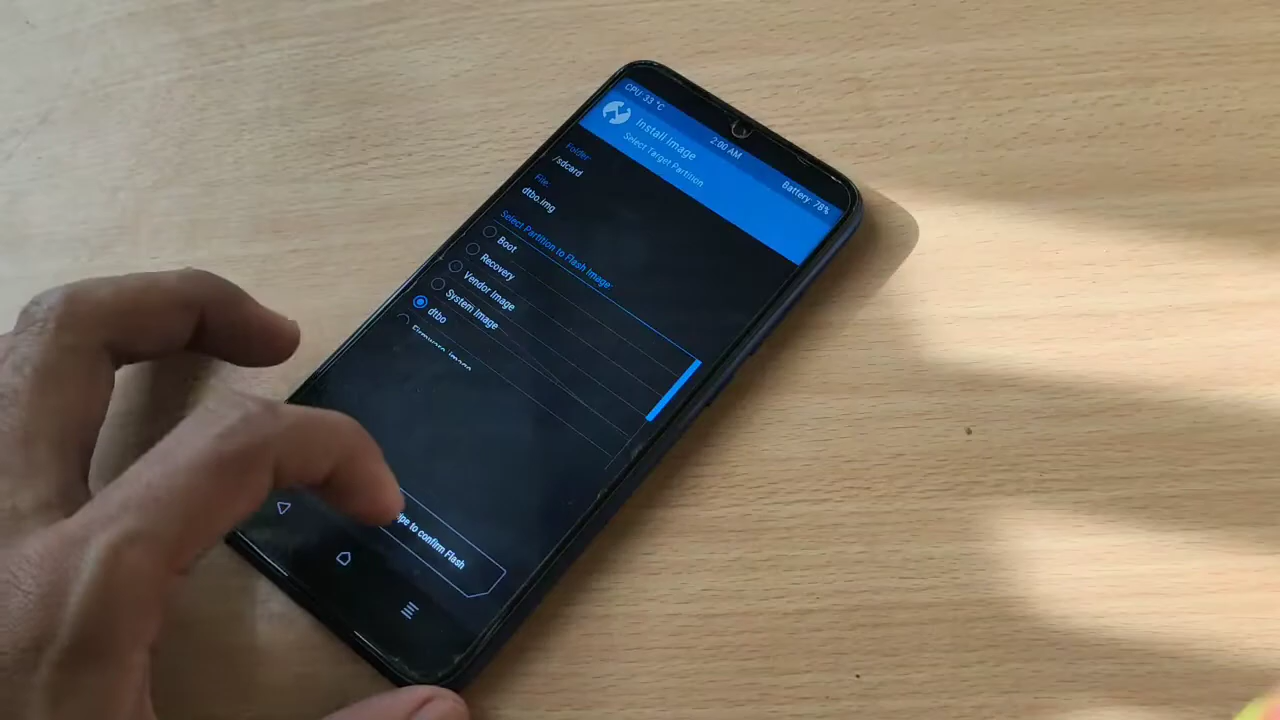 CPU: 33 °C
2:00 AM
Battery: 78%
Install Image
Select Target Partition
Folder:
/sdcard
File:
dtbo.img
Select Partition to Flash Image:
Boot
Recovery
Vendor Image
System Image
dtbo
Firmware_Image
to confirm Flash